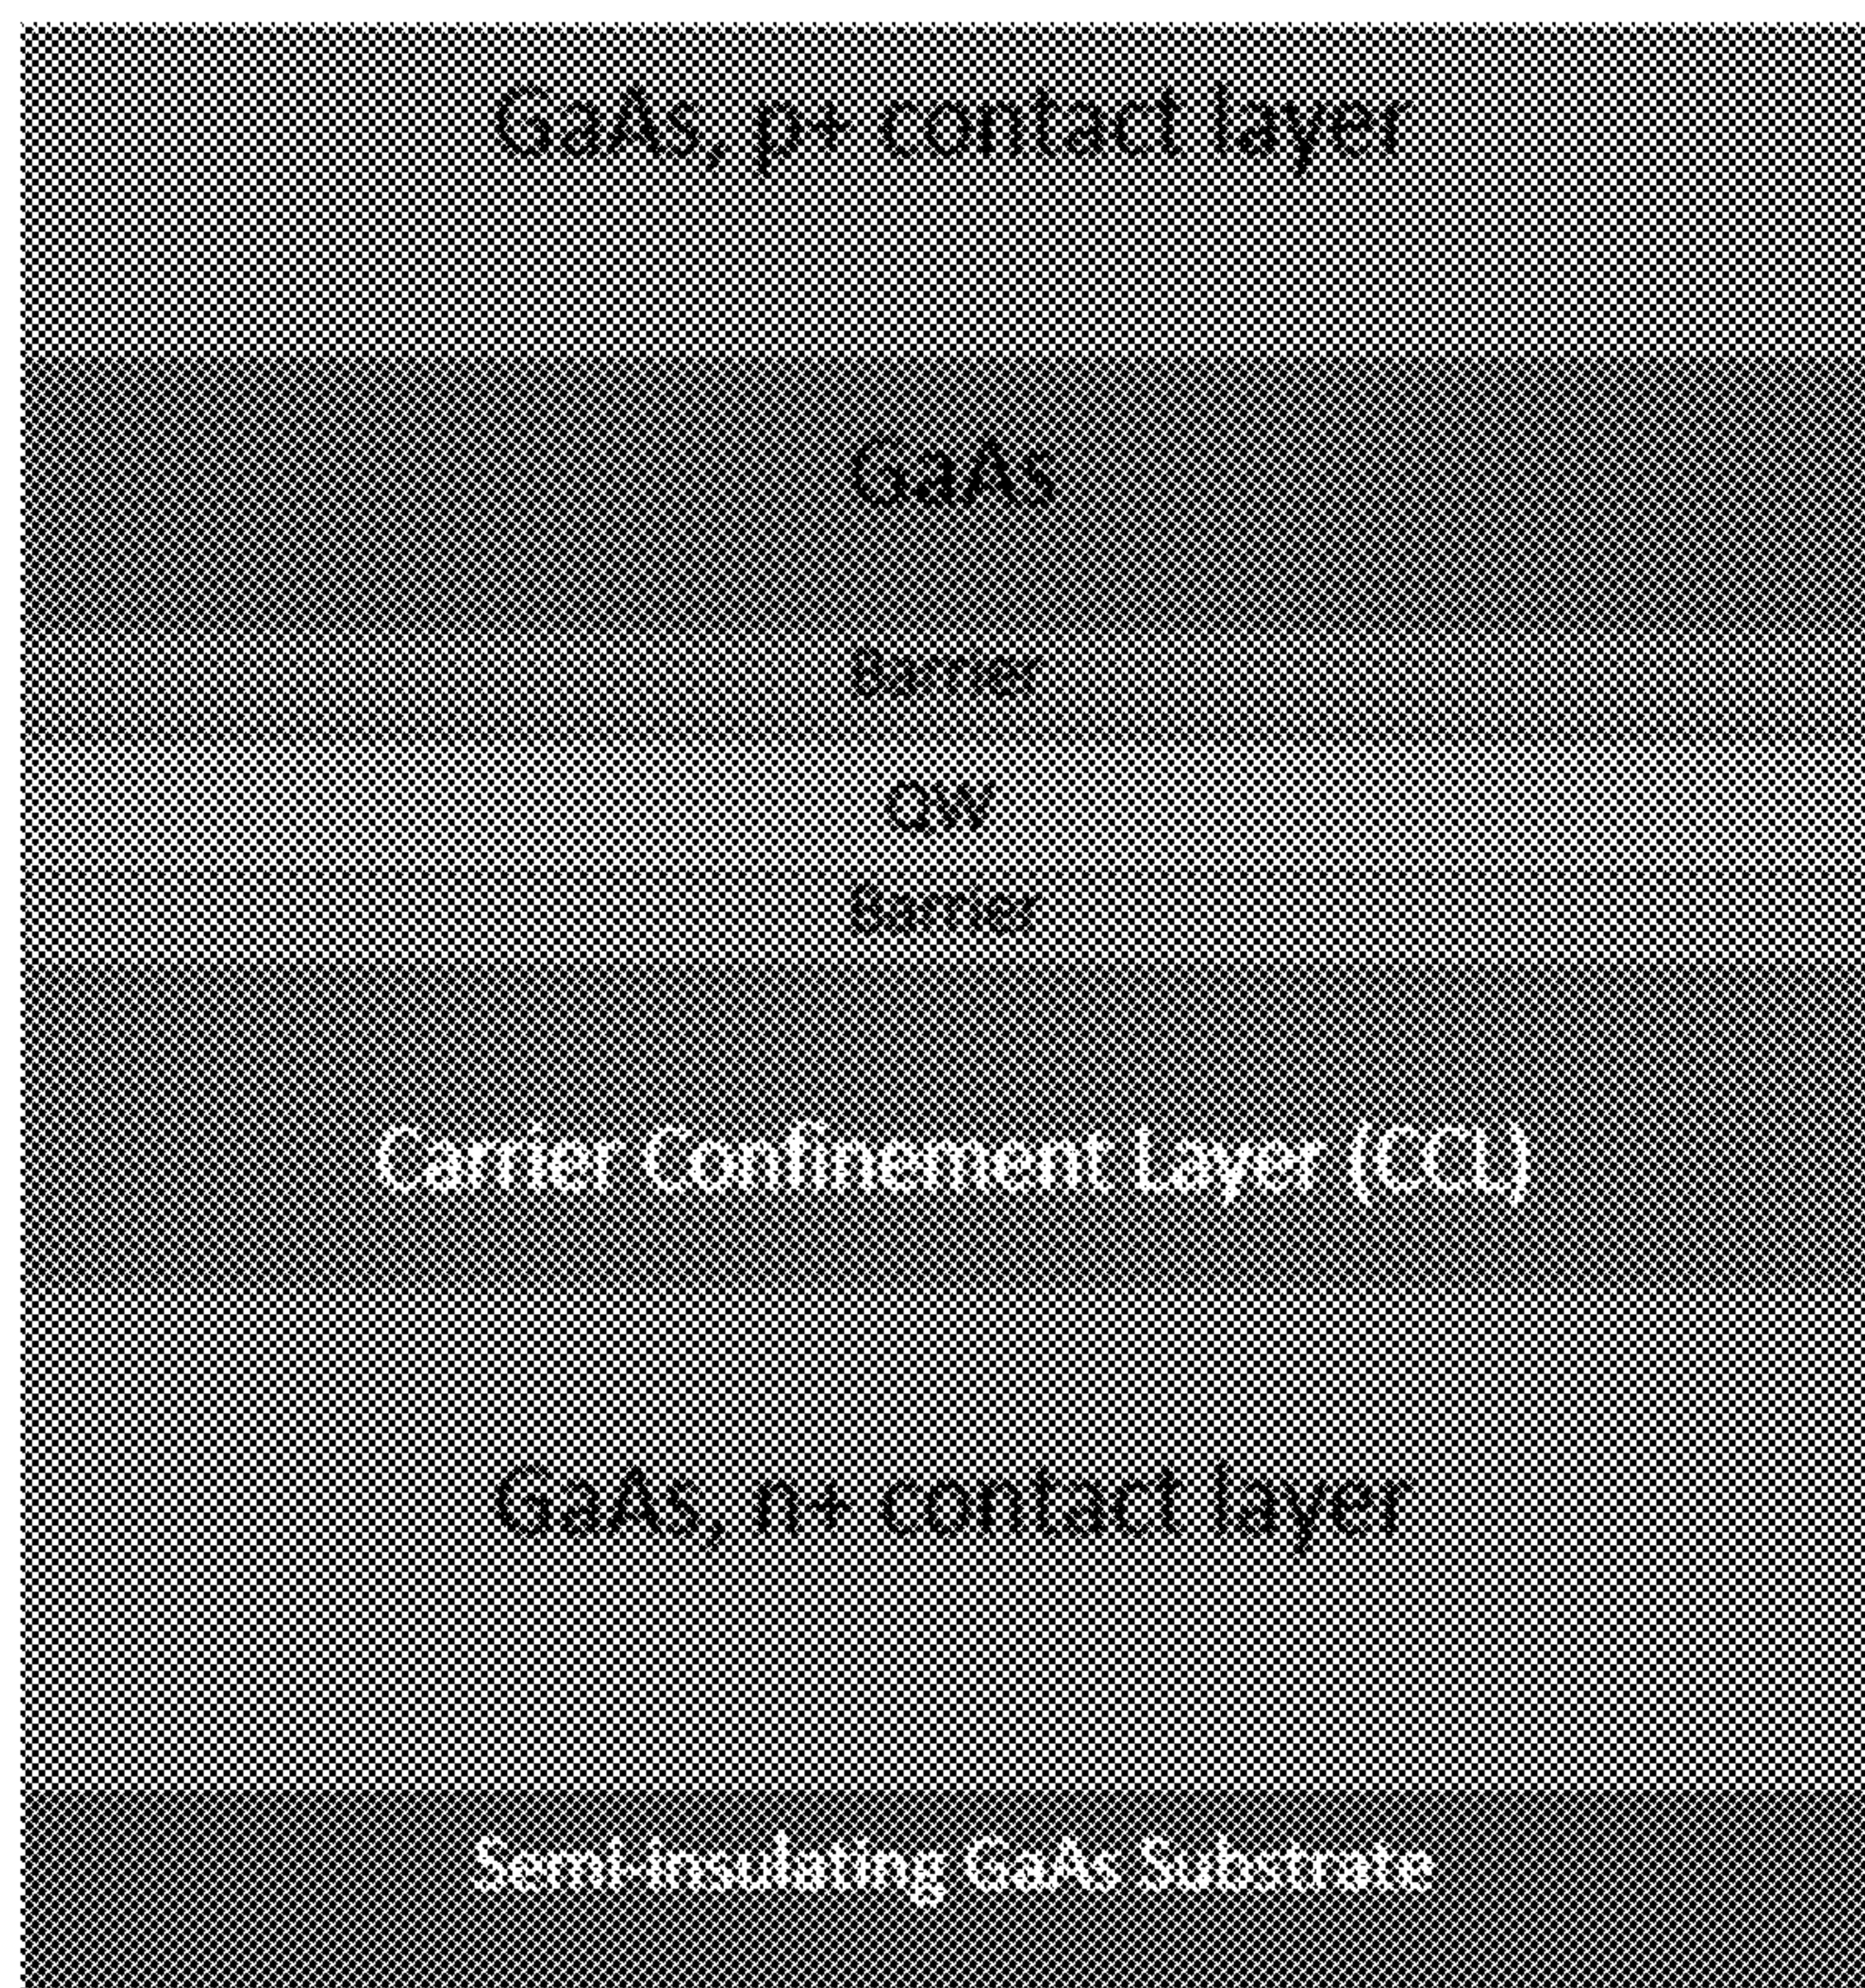 GaAs, p+ contact layer
GaAs
Barrier
QW
Barrier
Carrier Confinement Layer (CCL)
GaAs, n+ contact layer
Semi-insulating GaAs Substrate